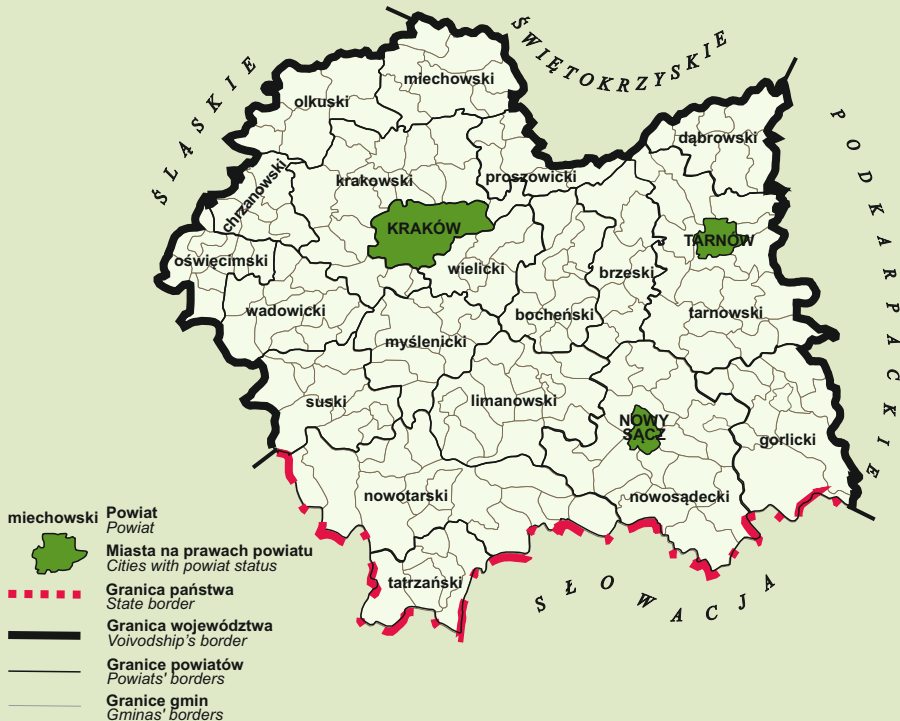 ŚLĄSKIE
ŚWIĘTOKRZYSKIE
PODKARPACKIE
SŁOWACJA
miechowski
olkuski
dąbrowski
chrzanowski
krakowski
proszowicki
KRAKÓW
TARNÓW
oświęcimski
wielicki
brzeski
wadowicki
bocheński
tarnowski
myślenicki
suski
limanowski
NOWY
SĄCZ
gorlicki
nowotarski
nowosądecki
tatrzański
miechowski Powiat
Powiat
Miasta na prawach powiatu
Cities with powiat status
Granica państwa
State border
Granica województwa
Voivodship's border
Granice powiatów
Powiats' borders
Granice gmin
Gminas' borders